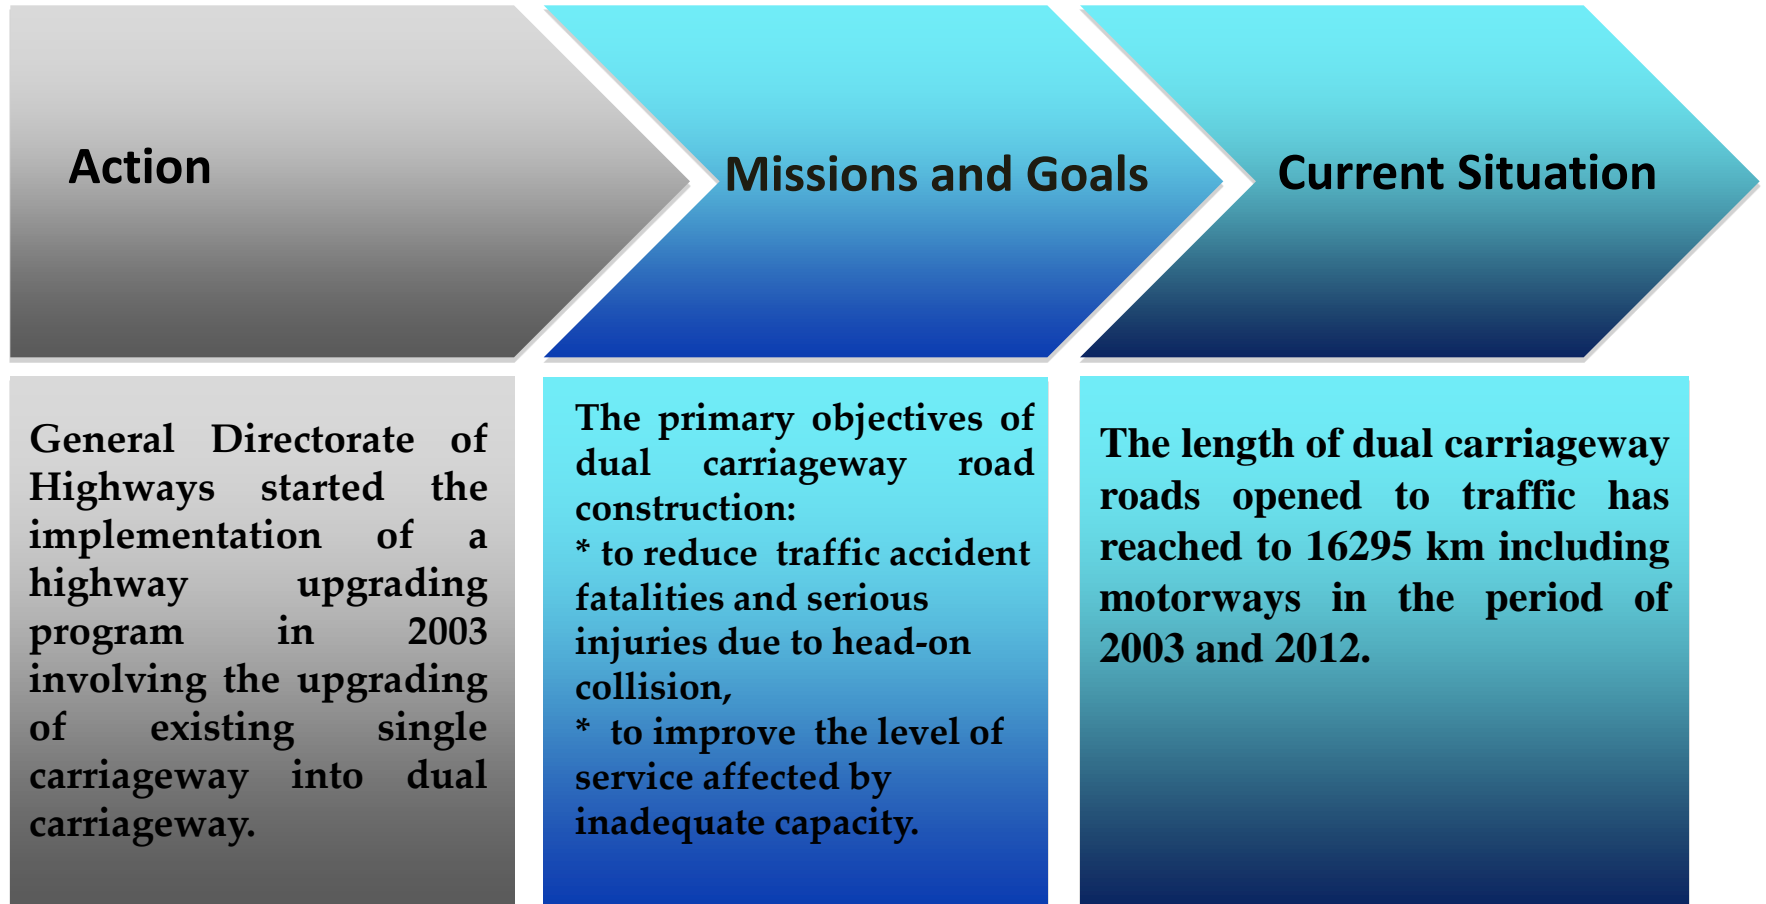 Action
Missions and Goals
Current Situation
General Directorate of
Highways started the
implementation of a
highway upgrading
program in 2003
involving the upgrading
of existing single
carriageway into dual
carriageway.
The primary objectives of
dual carriageway road
construction:
* to reduce traffic accident
fatalities and serious
injuries due to head-on
collision,
* to improve the level of
service affected by
inadequate capacity.
The length of dual carriageway
roads opened to traffic has
reached to 16295 km including
motorways in the period of
2003 and 2012.